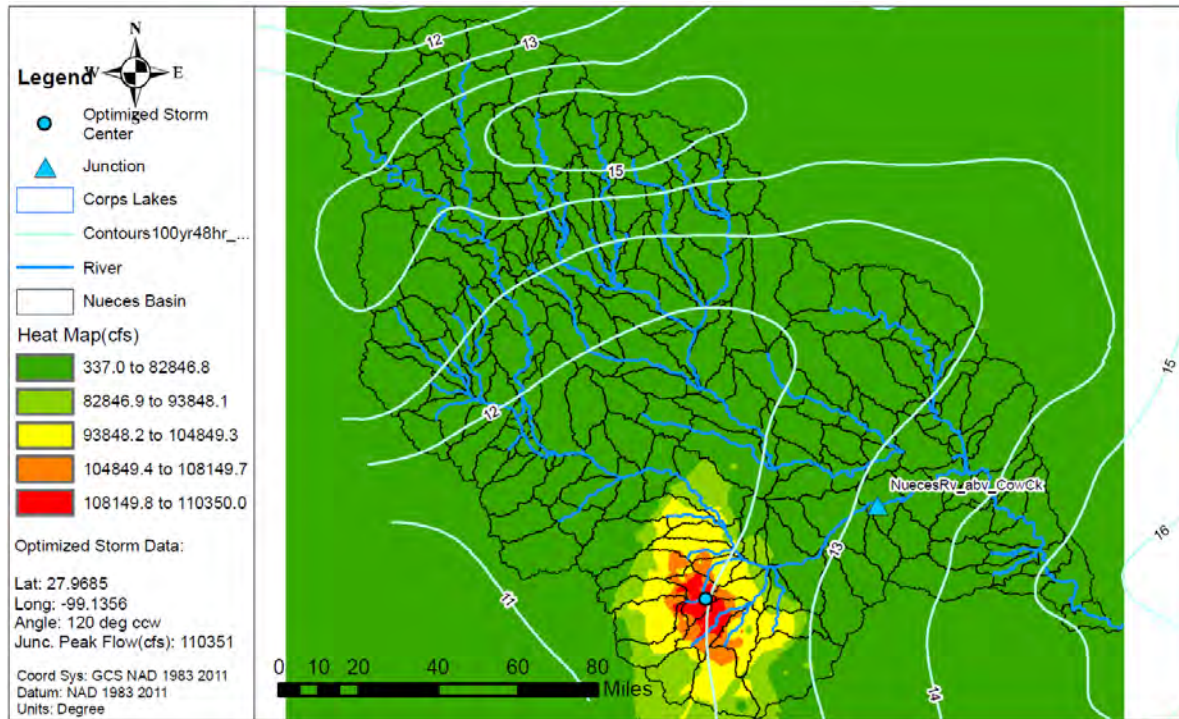 N
W
E
S
Legend
Optimized Storm
Center
Junction
Corps Lakes
Contours100yr48hr_...
River
Nueces Basin
Heat Map(cfs)
337.0 to 82846.8
82846.9 to 93848.1
93848.2 to 104849.3
104849.4 to 108149.7
108149.8 to 110350.0
Optimized Storm Data:
Lat: 27.9685
Long: -99.1356
Angle: 120 deg ccw
Junc. Peak Flow(cfs): 110351
Coord Sys: GCS NAD 1983 2011
Datum: NAD 1983 2011
Units: Degree
12
13
15
15
12
NuecesRv_abv_CowCk
16
13
11
14
0 10 20 40 60 80
Miles